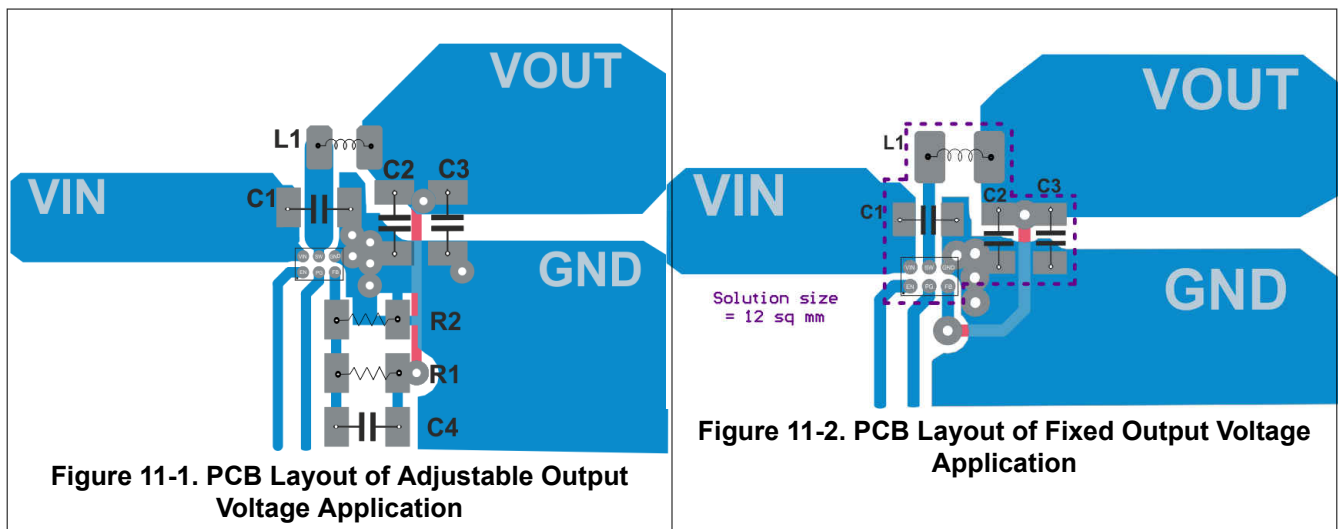 VOUT
L1
C2
C3
VIN
C1
VIN
SW
GND
EN
PG
FB
GND
R2
R1
C4
Figure 11-1. PCB Layout of Adjustable Output
Voltage Application
VOUT
L1
VIN
C1
C2
C3
VIN
SW
GND
EN
PG
FB
GND
Solution size
= 12 sq mm
Figure 11-2. PCB Layout of Fixed Output Voltage
Application